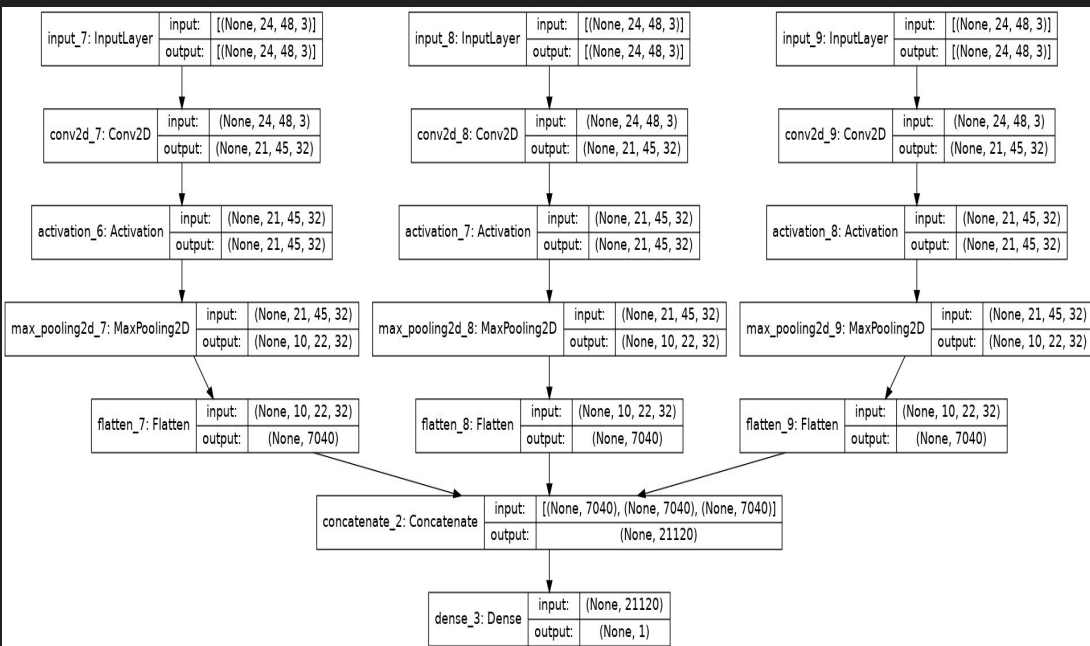 input_7: InputLayer input: [(None, 24, 48, 3)]
output: [(None, 24, 48, 3)]
input_8: InputLayer input: [(None, 24, 48, 3)]
output: [(None, 24, 48, 3)]
input_9: InputLayer input: [(None, 24, 48, 3)]
output: [(None, 24, 48, 3)]
conv2d_7: Conv2D input: (None, 24, 48, 3)
output: (None, 21, 45, 32)
conv2d_8: Conv2D input: (None, 24, 48, 3)
output: (None, 21, 45, 32)
conv2d_9: Conv2D input: (None, 24, 48, 3)
output: (None, 21, 45, 32)
activation_6: Activation input: (None, 21, 45, 32)
output: (None, 21, 45, 32)
activation_7: Activation input: (None, 21, 45, 32)
output: (None, 21, 45, 32)
activation_8: Activation input: (None, 21, 45, 32)
output: (None, 21, 45, 32)
max_pooling2d_7: MaxPooling2D input: (None, 21, 45, 32)
output: (None, 10, 22, 32)
max_pooling2d_8: MaxPooling2D input: (None, 21, 45, 32)
output: (None, 10, 22, 32)
max_pooling2d_9: MaxPooling2D input: (None, 21, 45, 32)
output: (None, 10, 22, 32)
flatten_7: Flatten input: (None, 10, 22, 32)
output: (None, 7040)
flatten_8: Flatten input: (None, 10, 22, 32)
output: (None, 7040)
flatten_9: Flatten input: (None, 10, 22, 32)
output: (None, 7040)
concatenate_2: Concatenate input: [(None, 7040), (None, 7040), (None, 7040)]
output: (None, 21120)
dense_3: Dense input: (None, 21120)
output: (None, 1)